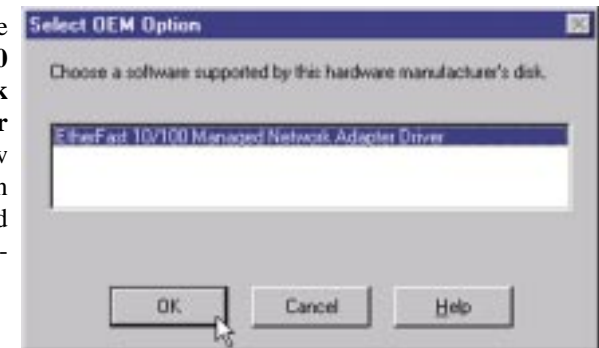 Select OEM Option
Choose a software supported by this hardware manufacturer's disk.
EtherFast 10/100 Managed Network Adapter Driver
OK
Cancel
Help